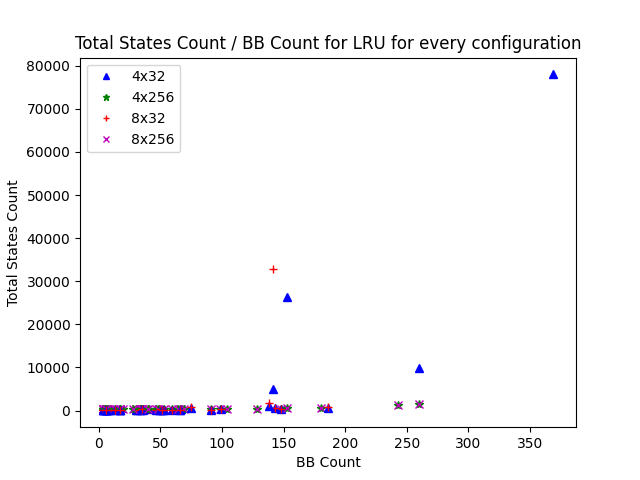 Total States Count / BB Count for LRU for every configuration
4x32
4x256
8x32
8x256
80000
70000
60000
50000
40000
30000
20000
10000
0
Total States Count
0 50 100 150 200 250 300 350
BB Count